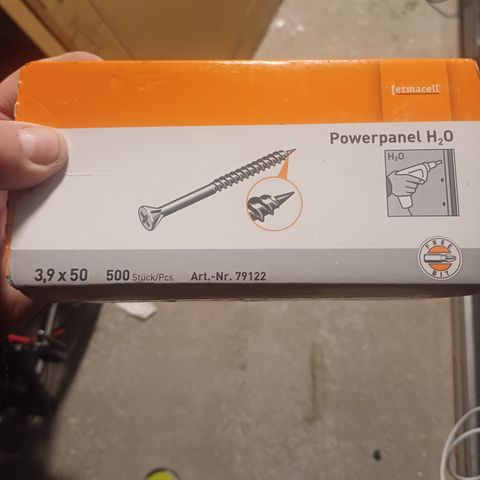 fermacell
Powerpanel H₂O
H₂O
FREE
BIT
3,9 x 50 500 Stück/Pcs Art.-Nr. 79122